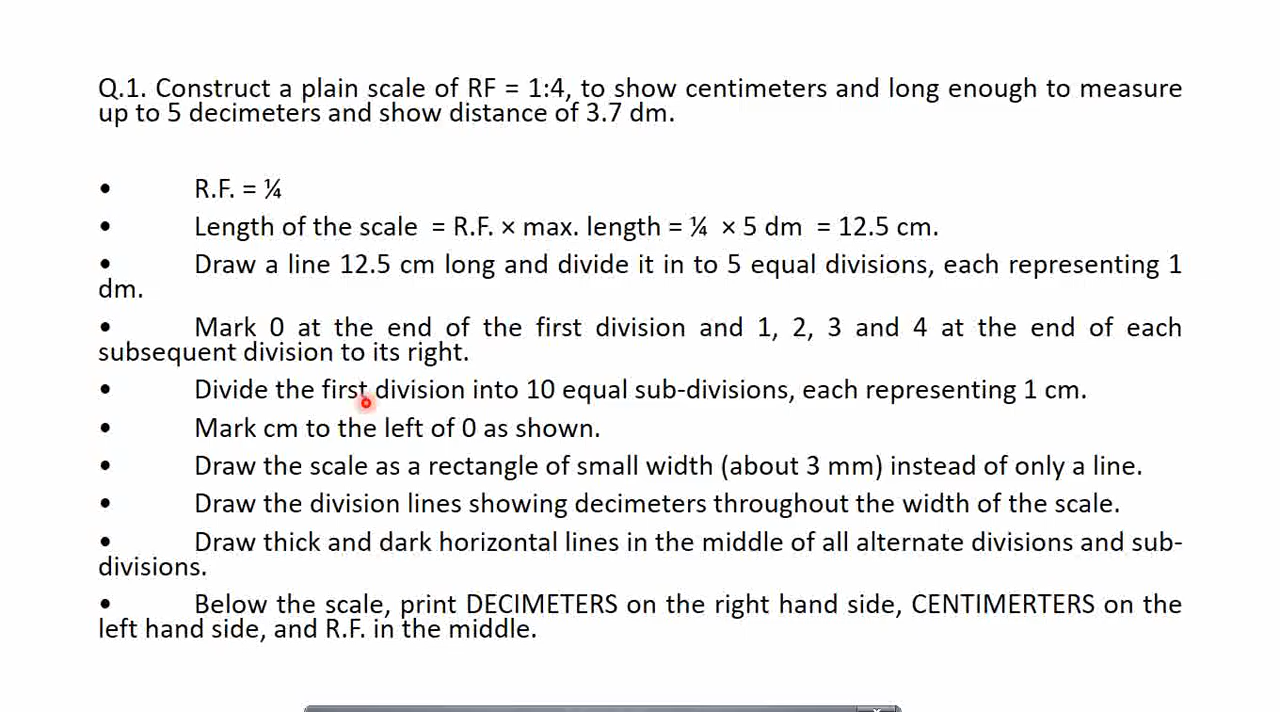 Q.1. Construct a plain scale of RF = 1:4, to show centimeters and long enough to measure
up to 5 decimeters and show distance of 3.7 dm.
• R.F. = ¼
• Length of the scale = R.F. × max. length = ¼ × 5 dm = 12.5 cm.
• Draw a line 12.5 cm long and divide it in to 5 equal divisions, each representing 1
dm.
• Mark 0 at the end of the first division and 1, 2, 3 and 4 at the end of each
subsequent division to its right.
• Divide the first division into 10 equal sub-divisions, each representing 1 cm.
• Mark cm to the left of 0 as shown.
• Draw the scale as a rectangle of small width (about 3 mm) instead of only a line.
• Draw the division lines showing decimeters throughout the width of the scale.
• Draw thick and dark horizontal lines in the middle of all alternate divisions and sub-
divisions.
• Below the scale, print DECIMETERS on the right hand side, CENTIMERTERS on the
left hand side, and R.F. in the middle.